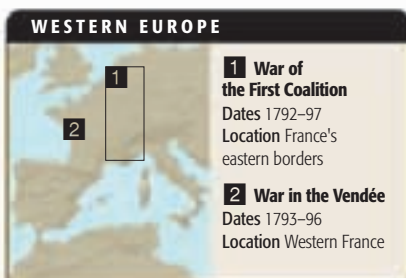 WESTERN EUROPE
1
2
1 War of
the First Coalition
Dates 1792–97
Location France's
eastern borders
2 War in the Vendée
Dates 1793–96
Location Western France